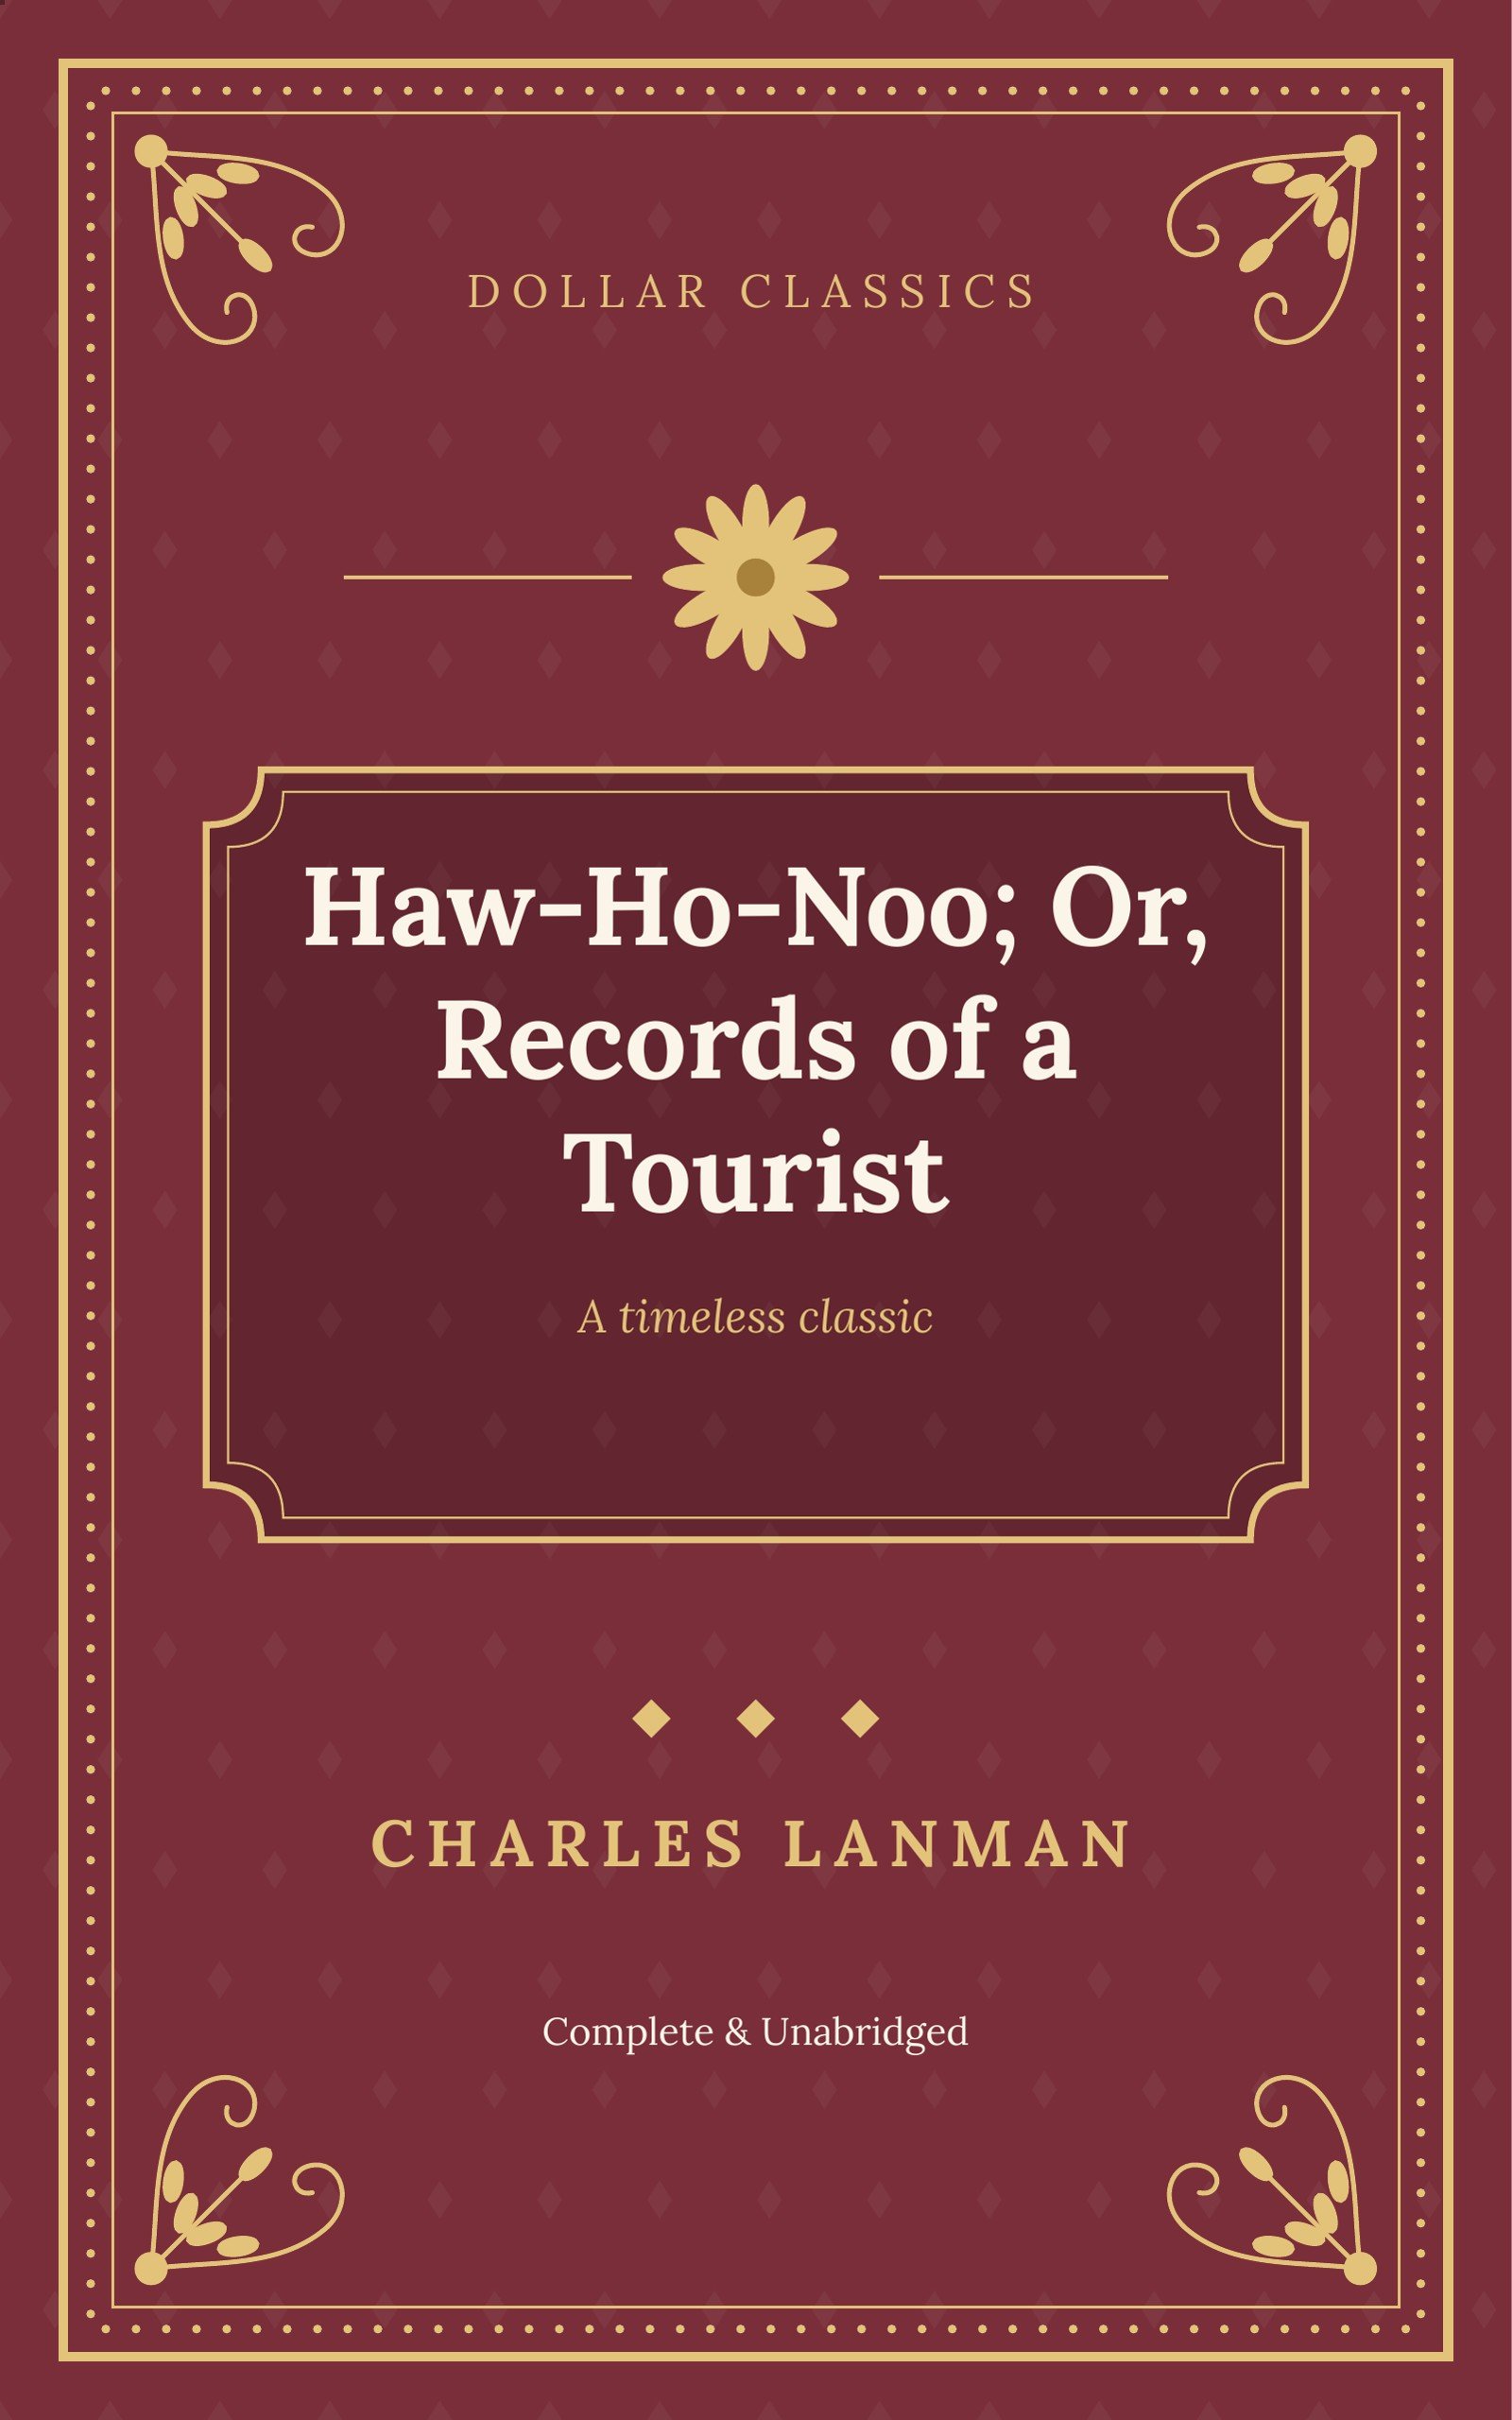 DOLLAR CLASSICS
Haw-Ho-Noo; Or,
Records of a
Tourist
A timeless classic
CHARLES LANMAN
Complete & Unabridged